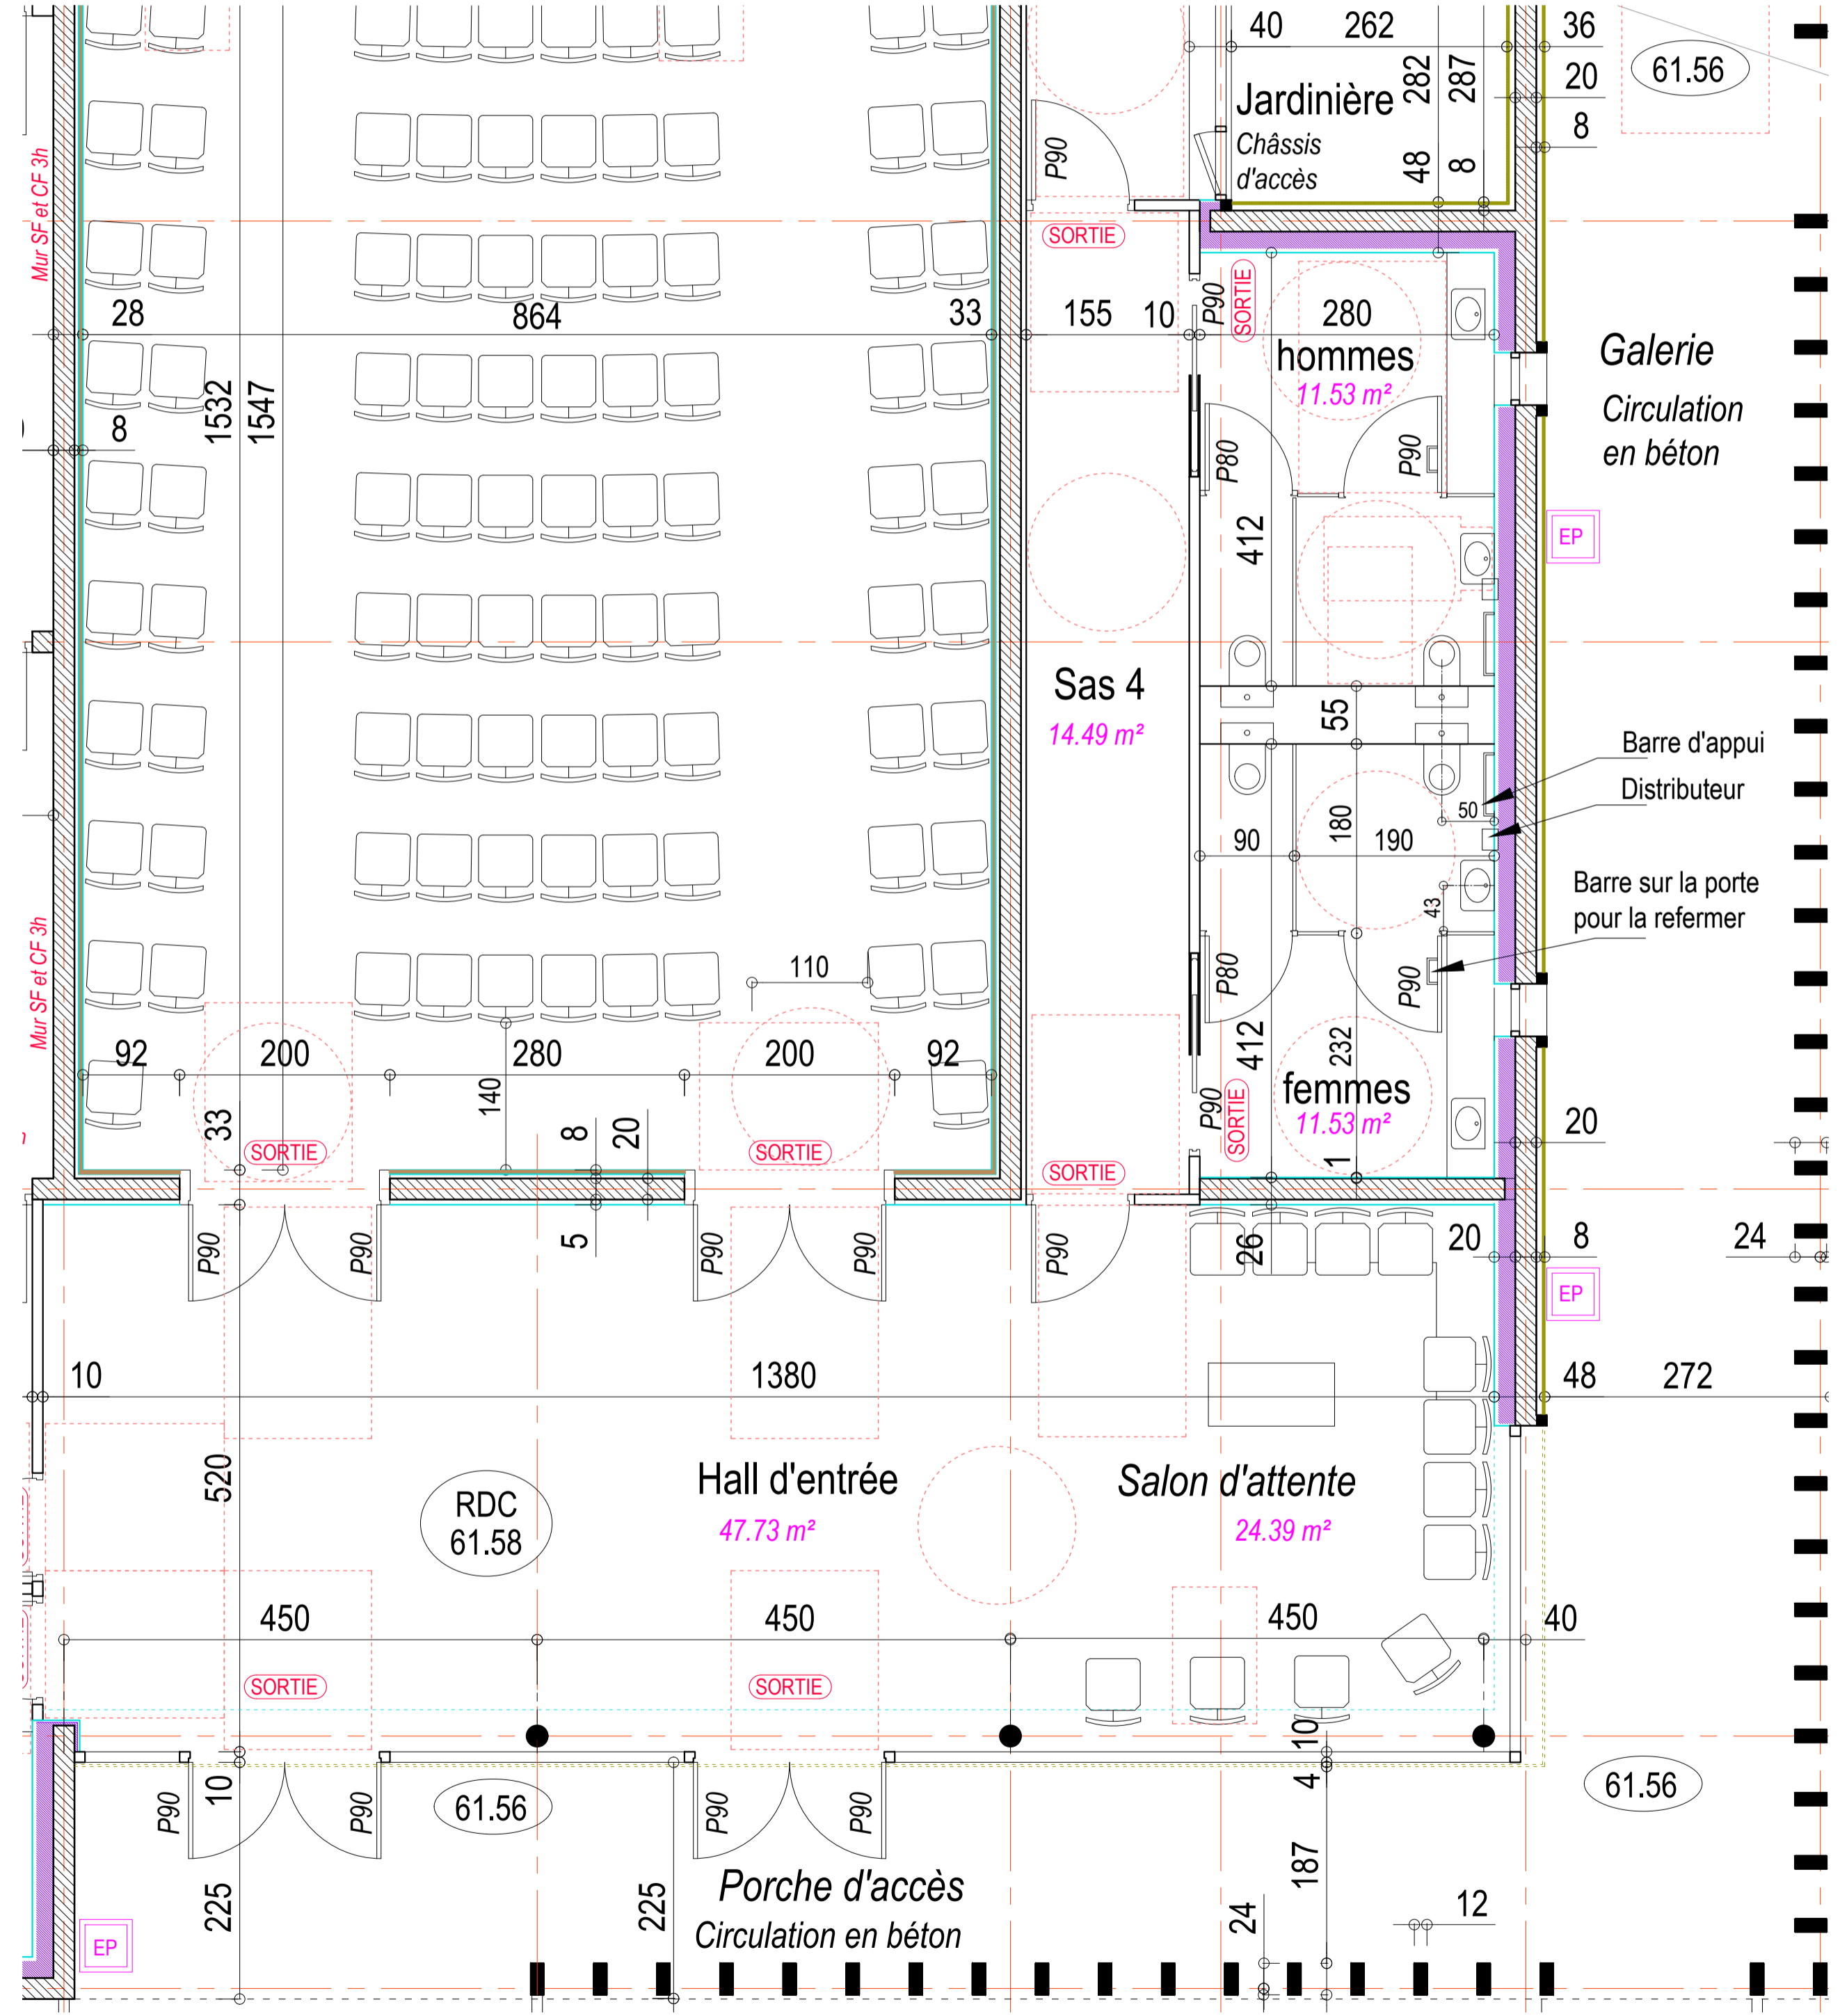 40
262
36
61.56
20
8
Jardinière
Châssis
d'accès
282
287
48
8
P90
Mur SF et CF 3h
SORTIE
SORTIE
28
864
33
155
10
P90
280
hommes
11.53 m²
Galerie
Circulation
en béton
8
1532
1547
P80
P90
412
EP
Sas 4
14.49 m²
55
Barre d'appui
Distributeur
50
90
180
190
43
Barre sur la porte
pour la refermer
Mur SF et CF 3h
110
P80
P90
92
200
280
200
92
140
412
232
femmes
11.53 m²
P90
SORTIE
33
SORTIE
8
20
SORTIE
SORTIE
1
20
P90
P90
5
P90
P90
P90
26
20
8
24
EP
10
1380
48
272
520
RDC
61.58
Hall d'entrée
47.73 m²
Salon d'attente
24.39 m²
450
450
450
40
SORTIE
SORTIE
10
4
10
P90
P90
61.56
P90
P90
61.56
225
225
Porche d'accès
Circulation en béton
187
24
12
EP